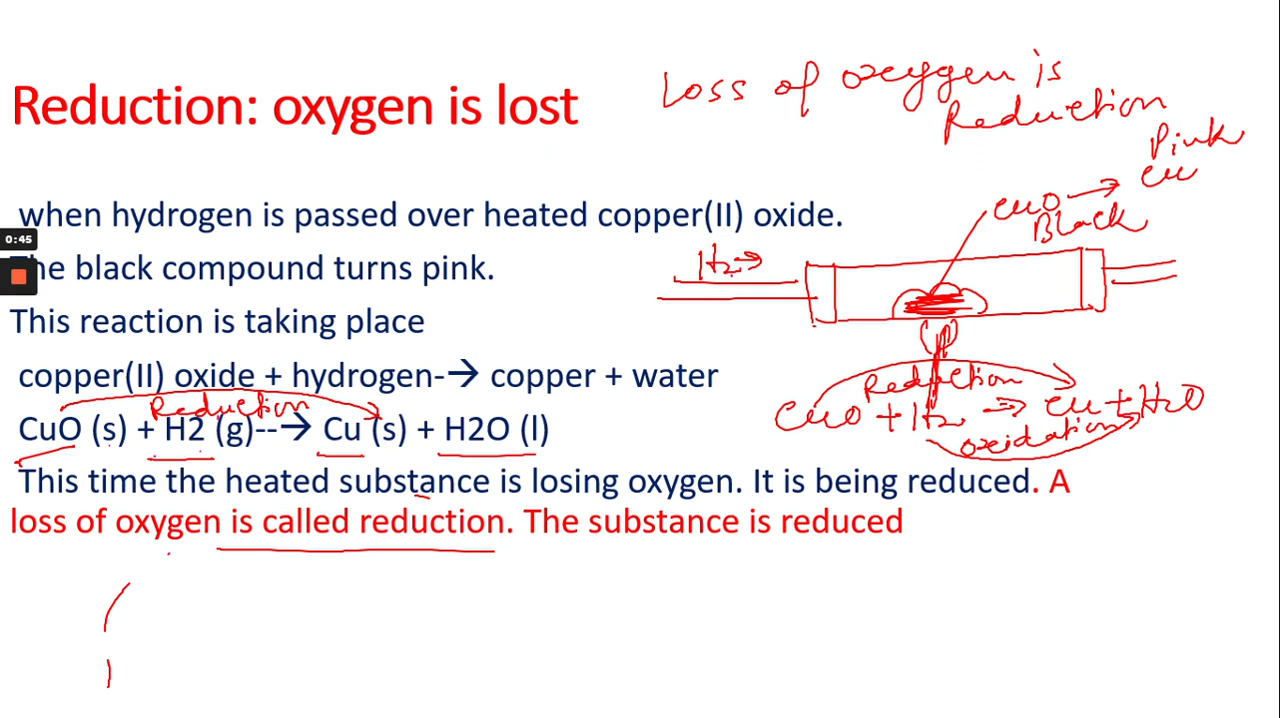 Reduction: oxygen is lost
Loss of oxygen is
Reduction
when hydrogen is passed over heated copper(II) oxide.
0:45
The black compound turns pink.
This reaction is taking place
copper(II) oxide + hydrogen-→ copper + water
Reduction
CuO (s) + H2 (g)--→ Cu (s) + H2O (l)
This time the heated substance is losing oxygen. It is being reduced. A
loss of oxygen is called reduction. The substance is reduced
Pink
CuO → Cu
Black
H2 →
Reduction
CuO + H2 → Cu + H2O
oxidation